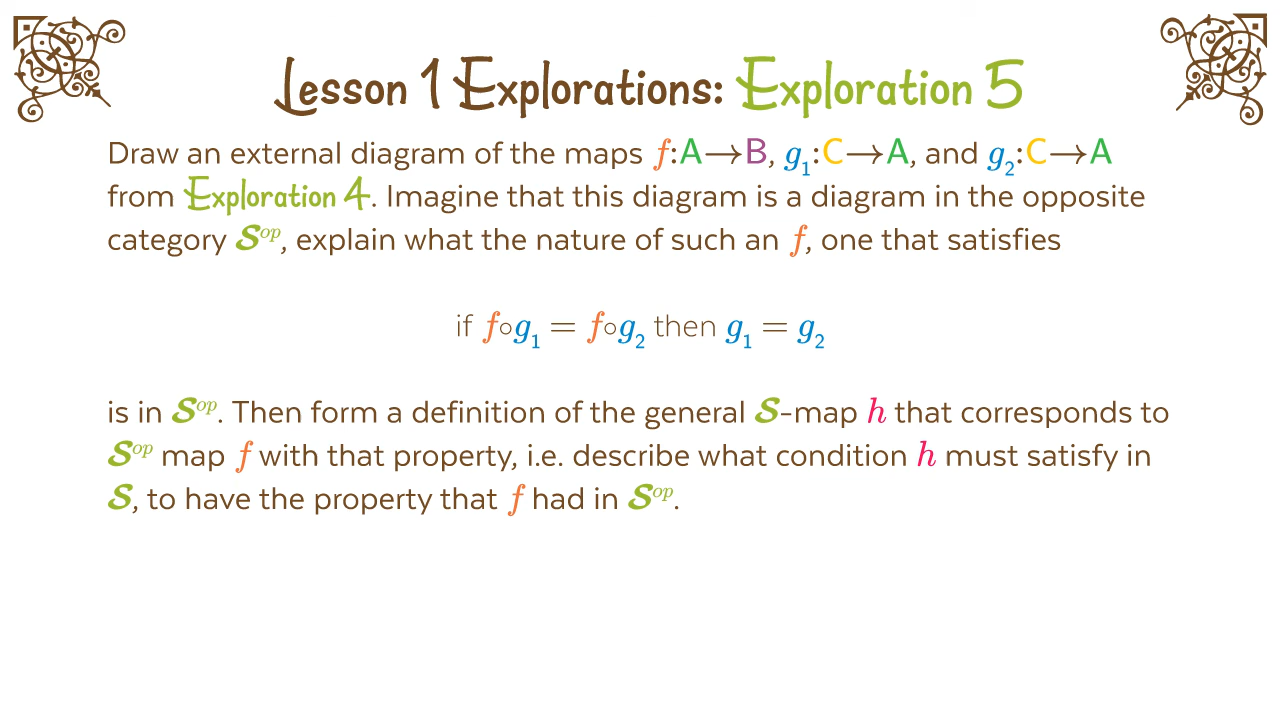 Lesson 1 Explorations: Exploration 5
Draw an external diagram of the maps f:A→B, g₁:C→A, and g₂:C→A
from Exploration 4. Imagine that this diagram is a diagram in the opposite
category 𝓢ᵒᵖ, explain what the nature of such an f, one that satisfies
if f∘g₁ = f∘g₂ then g₁ = g₂
is in 𝓢ᵒᵖ. Then form a definition of the general 𝓢-map h that corresponds to
𝓢ᵒᵖ map f with that property, i.e. describe what condition h must satisfy in
𝓢, to have the property that f had in 𝓢ᵒᵖ.